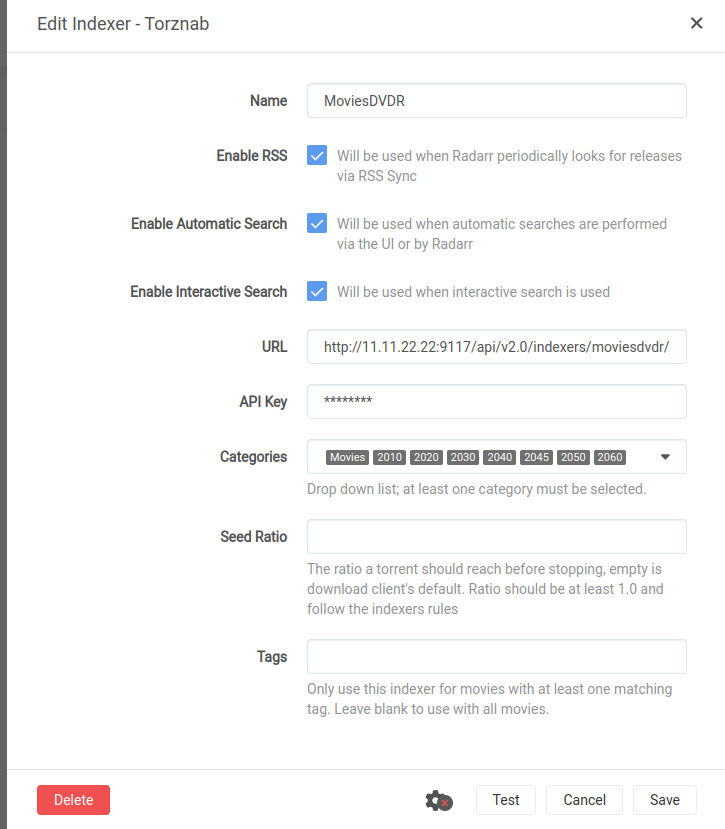 Edit Indexer - Torznab
Name
MoviesDVDR
Enable RSS
Will be used when Radarr periodically looks for releases
via RSS Sync
Enable Automatic Search
Will be used when automatic searches are performed
via the UI or by Radarr
Enable Interactive Search
Will be used when interactive search is used
URL
http://11.11.22.22:9117/api/v2.0/indexers/moviesdvdr/
API Key
********
Categories
Movies 2010 2020 2030 2040 2045 2050 2060
Drop down list; at least one category must be selected.
Seed Ratio
The ratio a torrent should reach before stopping, empty is
download client's default. Ratio should be at least 1.0 and
follow the indexers rules
Tags
Only use this indexer for movies with at least one matching
tag. Leave blank to use with all movies.
Delete
Test
Cancel
Save